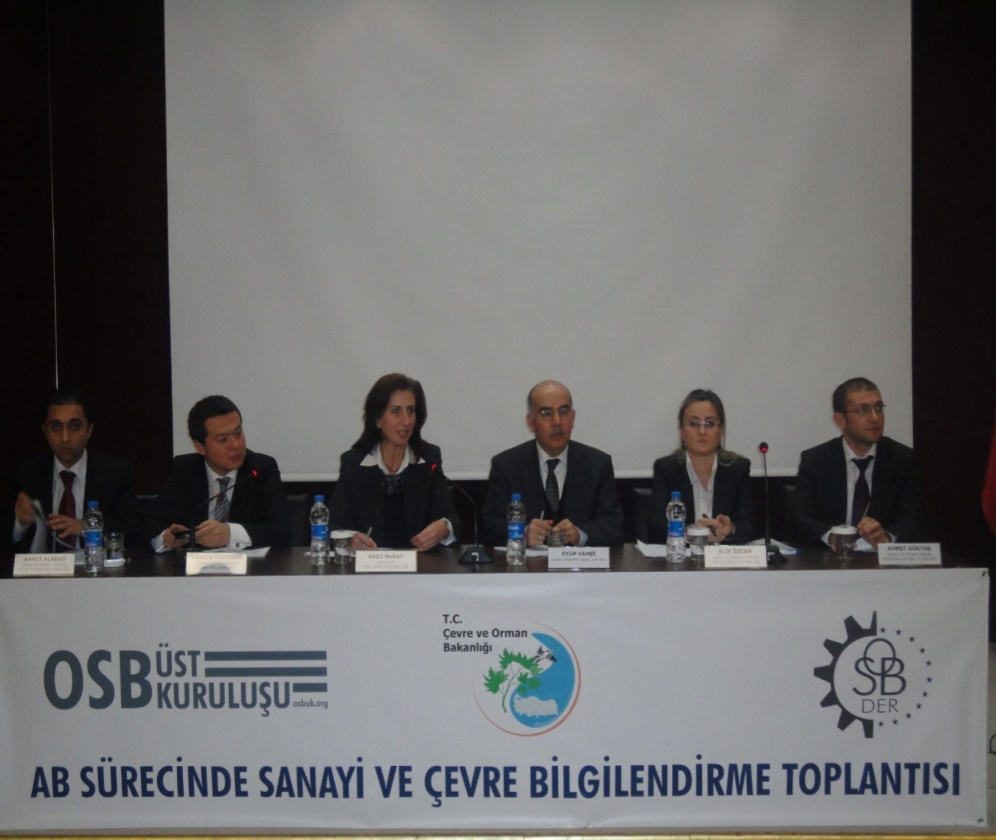 AHMET ALADAĞ
ARZU NURAY
EYÜP YAHŞİ
ELİF ÖZCAN
AHMET GÖKTAŞ
OSB ÜST
KURULUŞU
osbuk.org
T.C.
Çevre ve Orman
Bakanlığı
OSB
DER
AB SÜRECİNDE SANAYİ VE ÇEVRE BİLGİLENDİRME TOPLANTISI